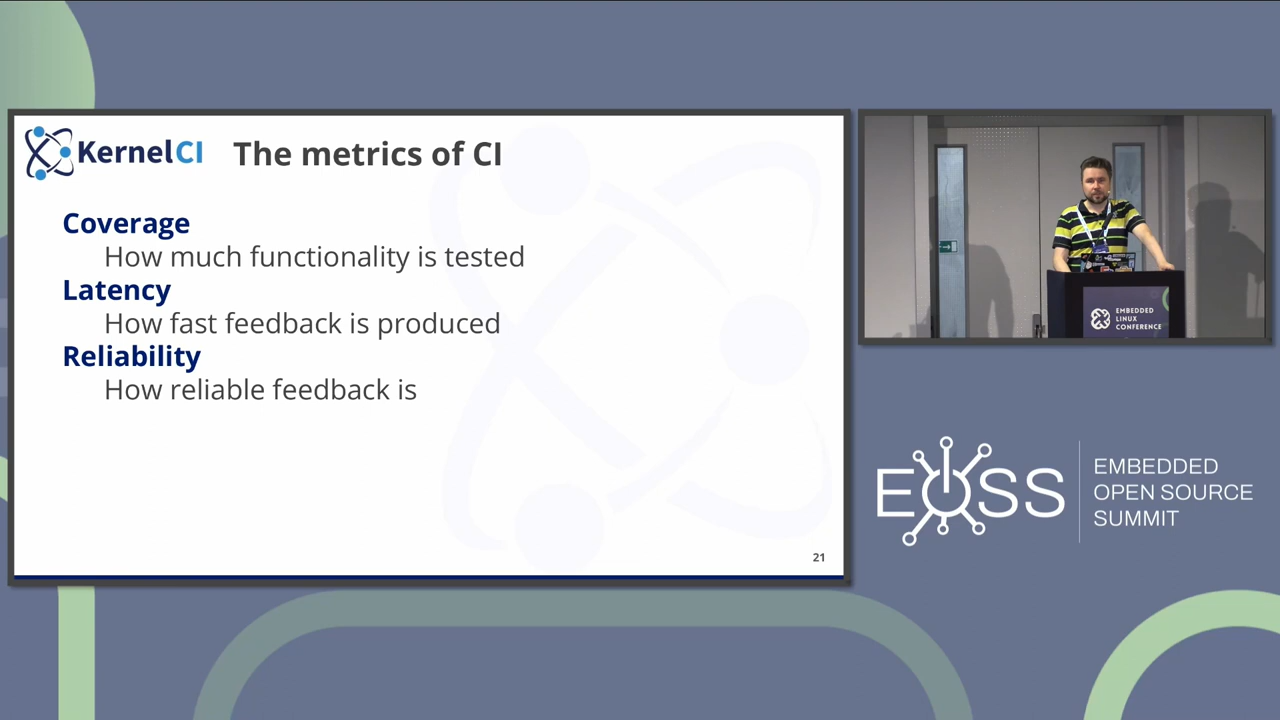 KernelCI
The metrics of CI
Coverage
How much functionality is tested
Latency
How fast feedback is produced
Reliability
How reliable feedback is
21
EMBEDDED
LINUX
CONFERENCE
EOSS
EMBEDDED
OPEN SOURCE
SUMMIT